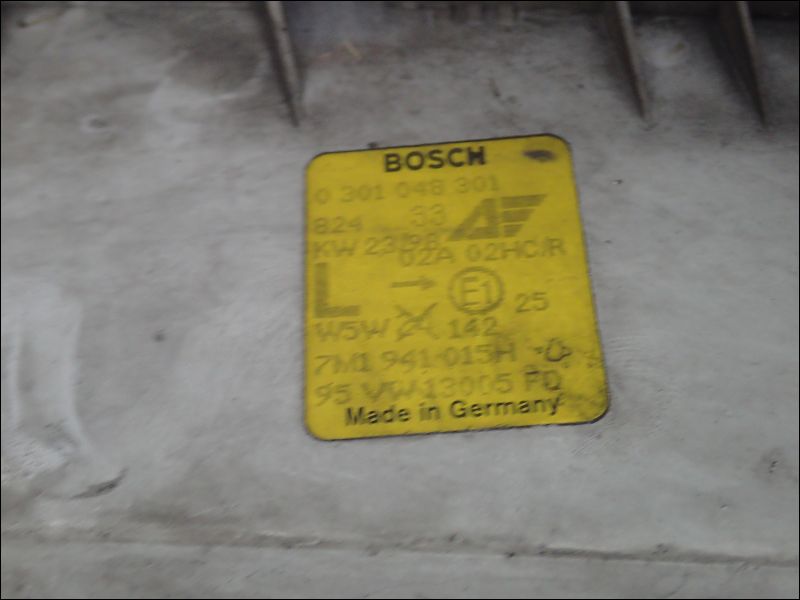 BOSCH
0 301 048 301
824 33
KW 23/98
02A 02HC/R
L → E1 25
W5W 142
7M1 941 015H
95 VW 13005 FD
Made in Germany